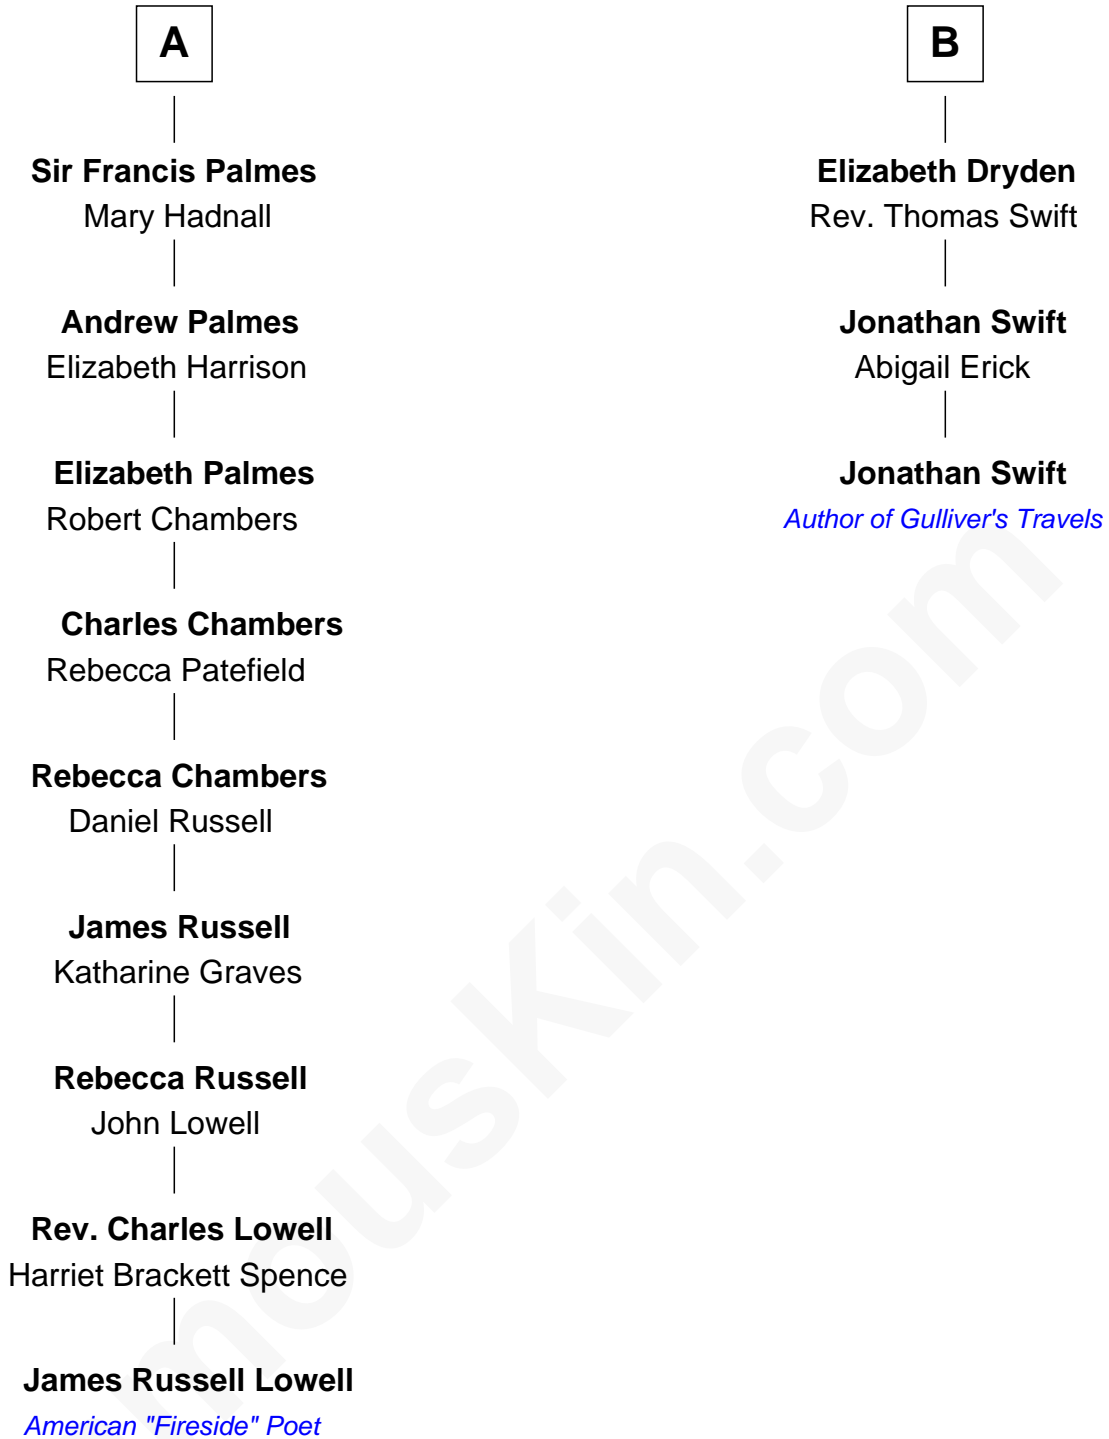 A
Sir Francis Palmes
Mary Hadnall
Andrew Palmes
Elizabeth Harrison
Elizabeth Palmes
Robert Chambers
Charles Chambers
Rebecca Patefield
Rebecca Chambers
Daniel Russell
James Russell
Katharine Graves
Rebecca Russell
John Lowell
Rev. Charles Lowell
Harriet Brackett Spence
James Russell Lowell
American "Fireside" Poet
B
Elizabeth Dryden
Rev. Thomas Swift
Jonathan Swift
Abigail Erick
Jonathan Swift
Author of Gulliver's Travels
mousKin.com